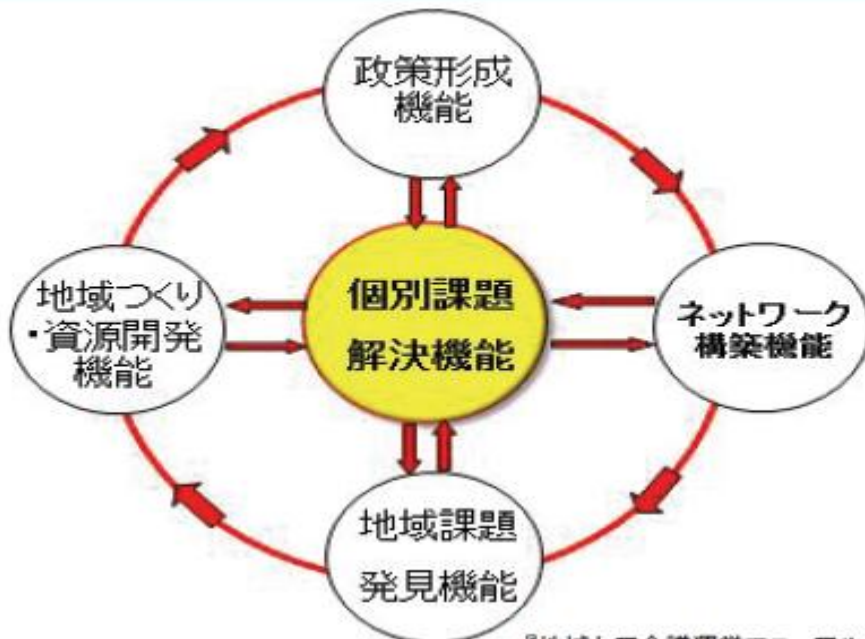 政策形成
機能
地域つくり
・資源開発
機能
個別課題
解決機能
ネットワーク
構築機能
地域課題
発見機能